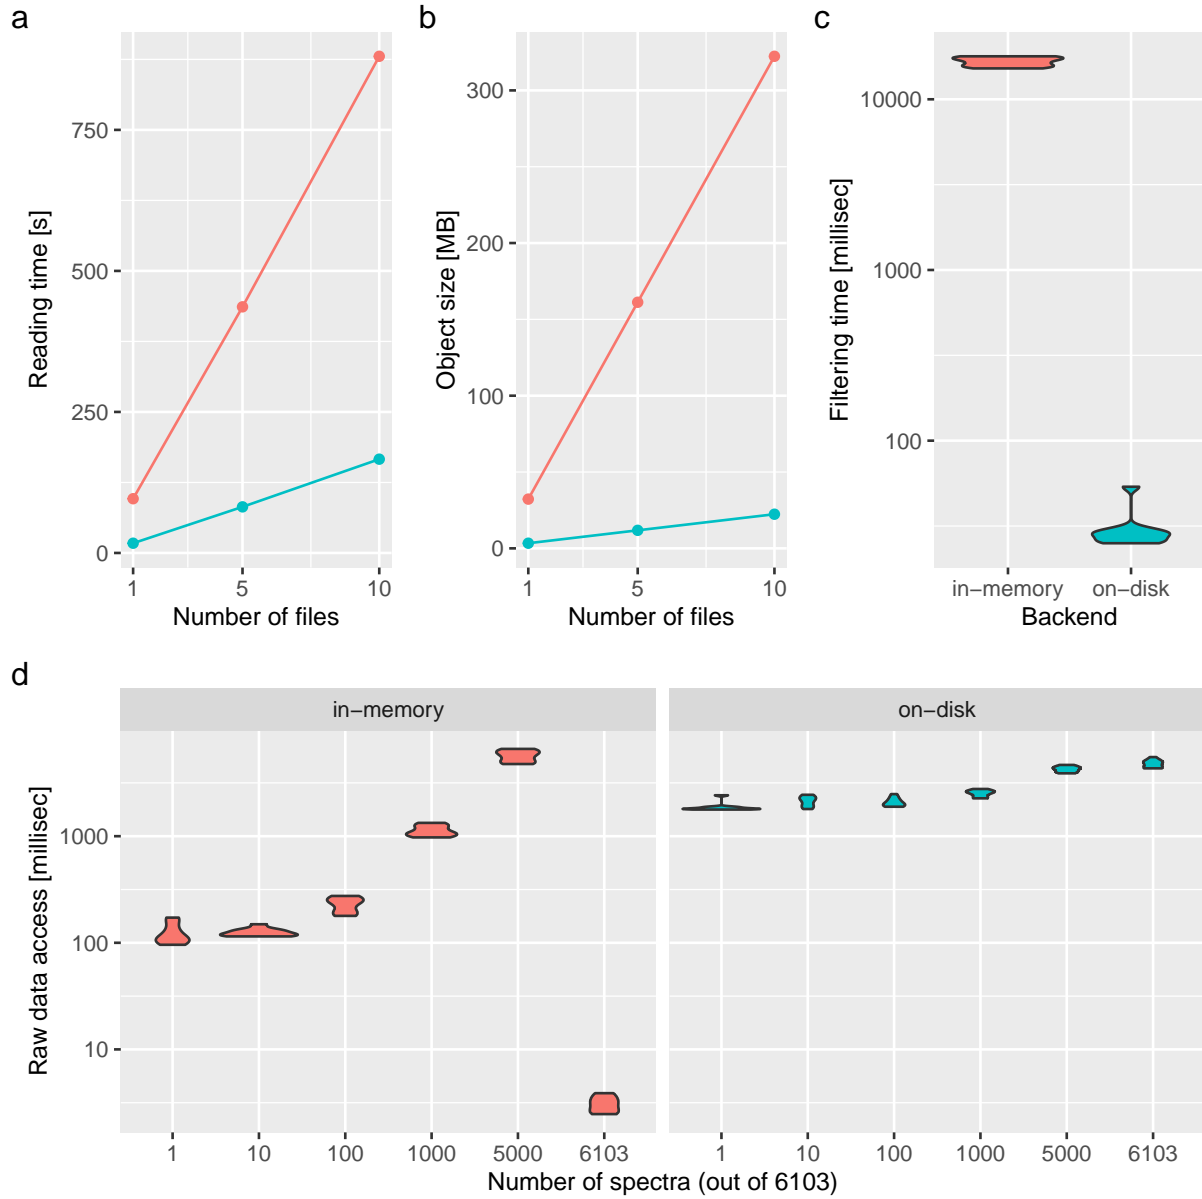 a
b
c
Reading time [s]
750
500
250
0
1
5
10
Number of files
Object size [MB]
300
200
100
0
1
5
10
Number of files
Filtering time [millisec]
10000
1000
100
in−memory
on−disk
Backend
d
in−memory
on−disk
Raw data access [millisec]
1000
100
10
1
10
100
1000
5000
6103
1
10
100
1000
5000
6103
Number of spectra (out of 6103)